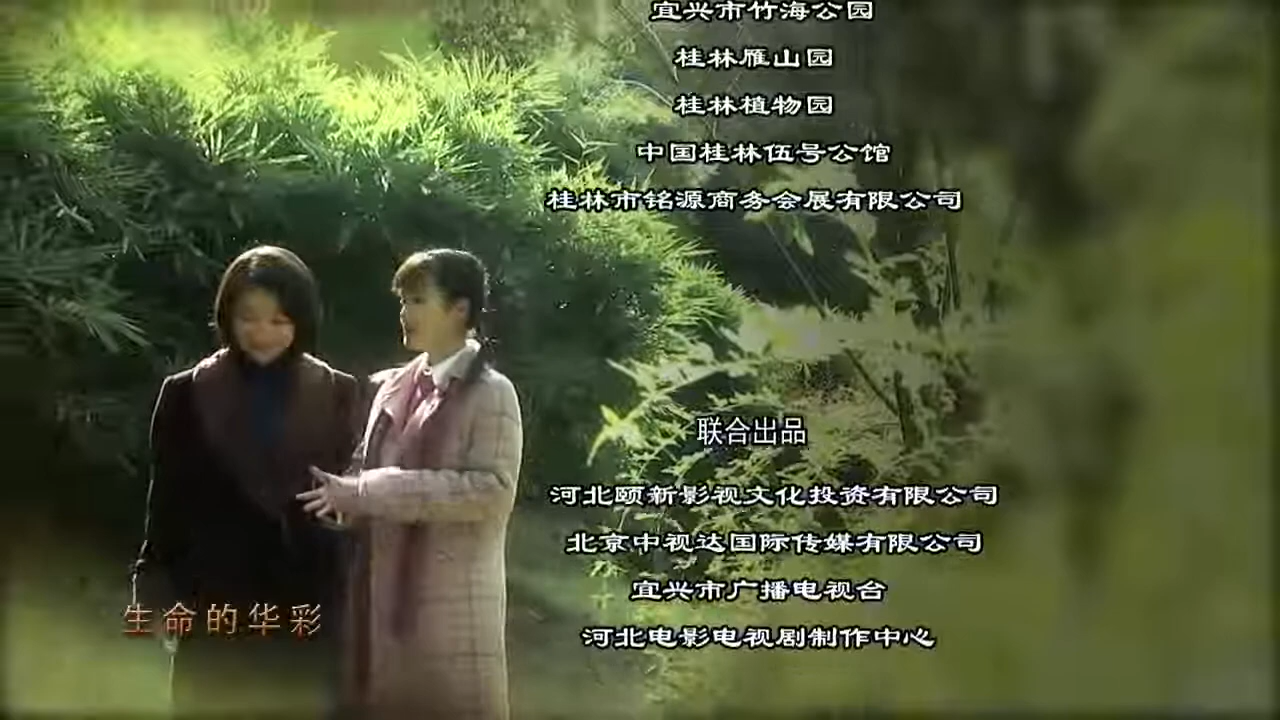 宜兴市竹海公园
桂林雁山园
桂林植物园
中国桂林伍号公馆
桂林市铭源商务会展有限公司
联合出品
河北颐新影视文化投资有限公司
北京中视达国际传媒有限公司
宜兴市广播电视台
河北电影电视剧制作中心
生命的华彩